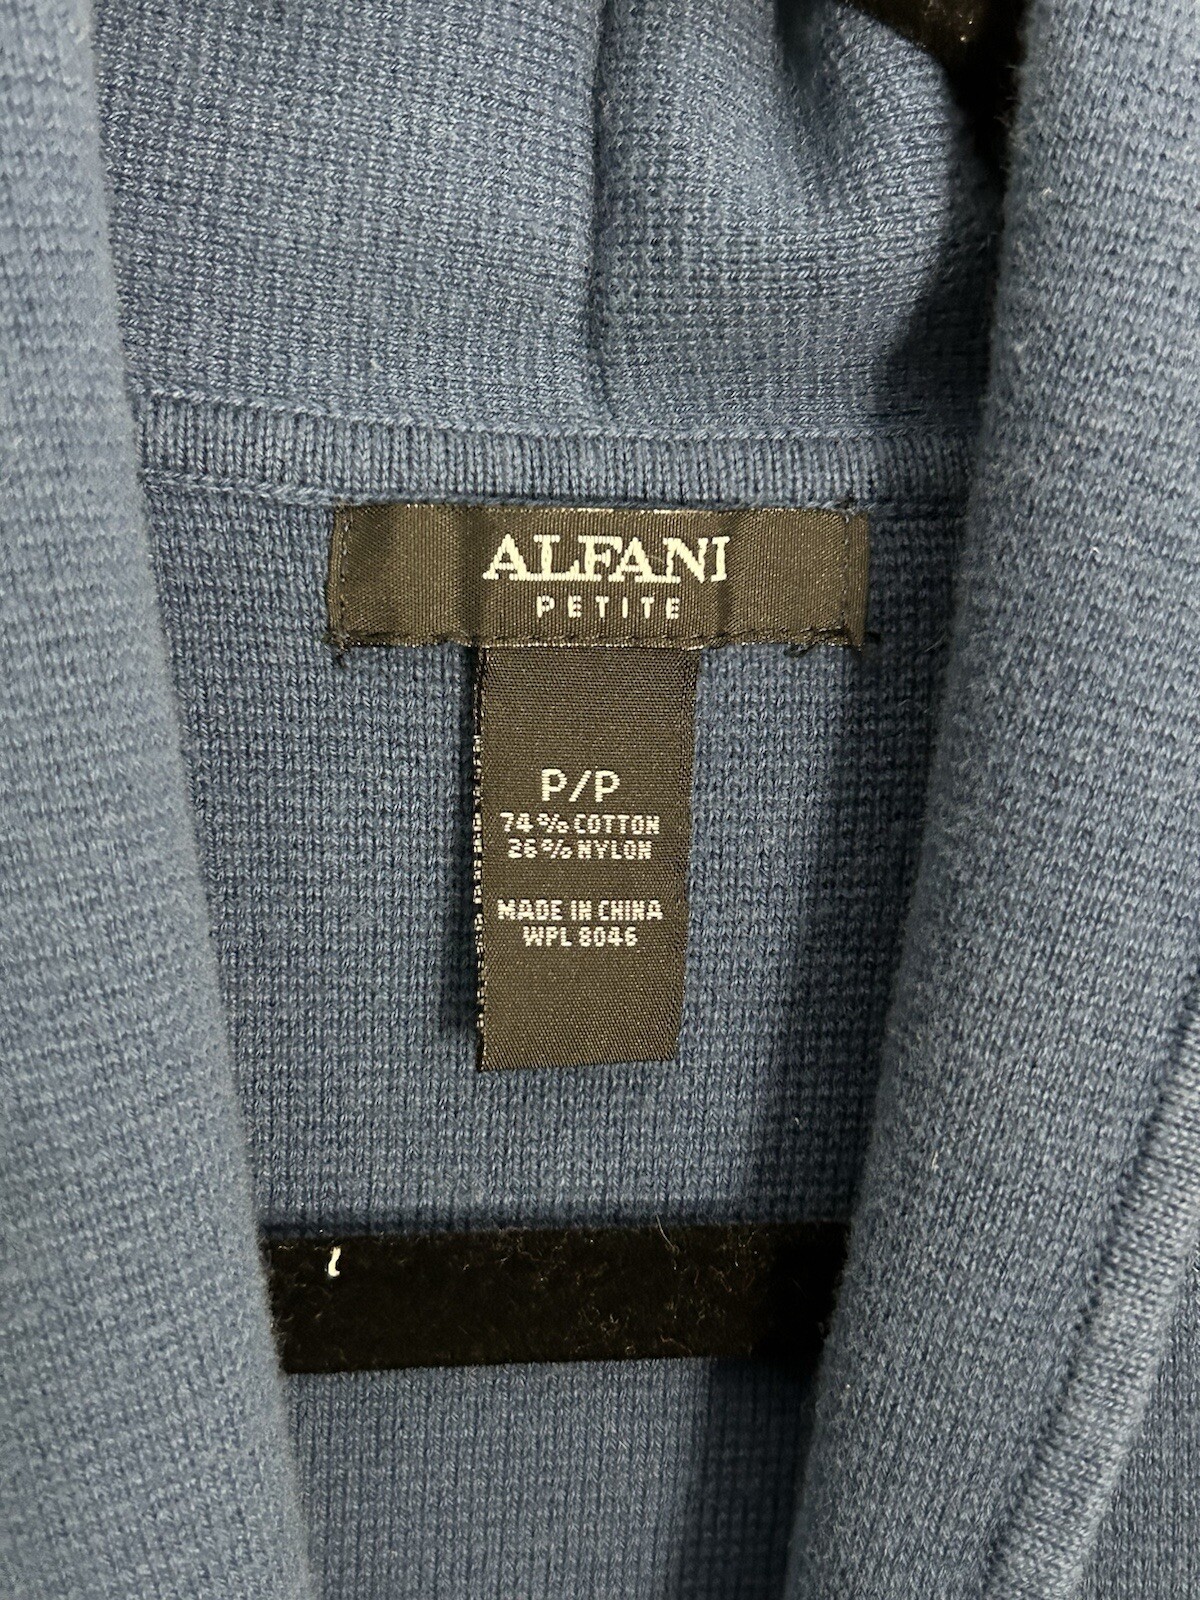 ALFANI
PETITE
P/P
74% COTTON
26% NYLON
MADE IN CHINA
WPL 8046